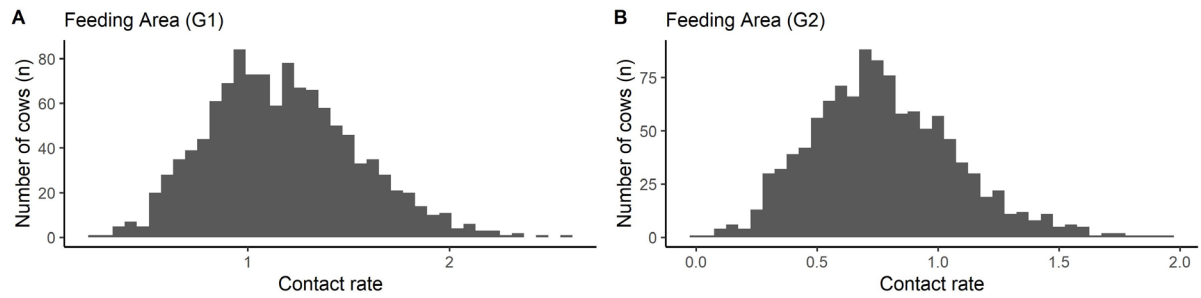 A
Feeding Area (G1)
Number of cows (n)
80
60
40
20
0
1
2
Contact rate
B
Feeding Area (G2)
Number of cows (n)
75
50
25
0
0.0
0.5
1.0
1.5
2.0
Contact rate